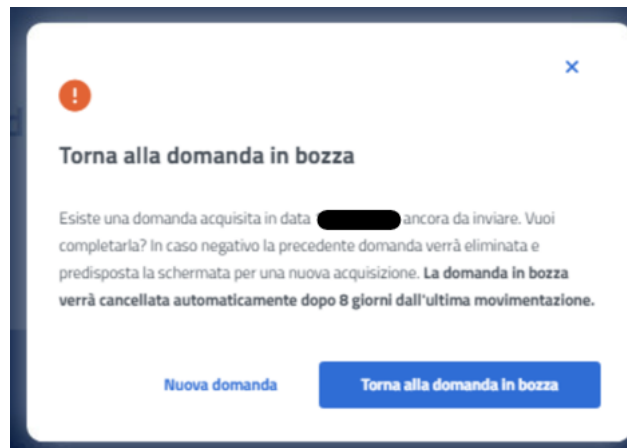 Torna alla domanda in bozza
Esiste una domanda acquisita in data ancora da inviare. Vuoi
completarla? In caso negativo la precedente domanda verrà eliminata e
predisposta la schermata per una nuova acquisizione. La domanda in bozza
verrà cancellata automaticamente dopo 8 giorni dall'ultima movimentazione.
Nuova domanda
Torna alla domanda in bozza